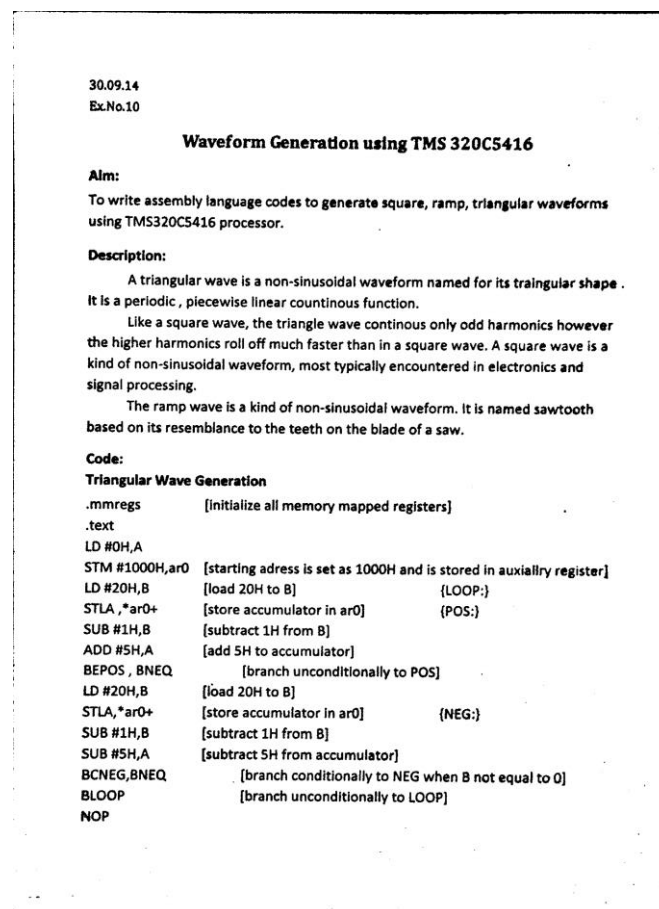 30.09.14
Ex.No.10
Waveform Generation using TMS 320C5416
Aim:
To write assembly language codes to generate square, ramp, triangular waveforms
using TMS320C5416 processor.
Description:
A triangular wave is a non-sinusoidal waveform named for its traingular shape .
It is a periodic , piecewise linear countinous function.
Like a square wave, the triangle wave continous only odd harmonics however
the higher harmonics roll off much faster than in a square wave. A square wave is a
kind of non-sinusoidal waveform, most typically encountered in electronics and
signal processing.
The ramp wave is a kind of non-sinusoidal waveform. It is named sawtooth
based on its resemblance to the teeth on the blade of a saw.
Code:
Triangular Wave Generation
.mmregs [initialize all memory mapped registers]
.text
LD #0H,A
STM #1000H,ar0 [starting adress is set as 1000H and is stored in auxiallry register]
LD #20H,B [load 20H to B] {LOOP:}
STLA ,*ar0+ [store accumulator in ar0] {POS:}
SUB #1H,B [subtract 1H from B]
ADD #5H,A [add 5H to accumulator]
BEPOS , BNEQ [branch unconditionally to POS]
LD #20H,B [load 20H to B]
STLA,*ar0+ [store accumulator in ar0] {NEG:}
SUB #1H,B [subtract 1H from B]
SUB #5H,A [subtract 5H from accumulator]
BCNEG,BNEQ [branch conditionally to NEG when B not equal to 0]
BLOOP [branch unconditionally to LOOP]
NOP